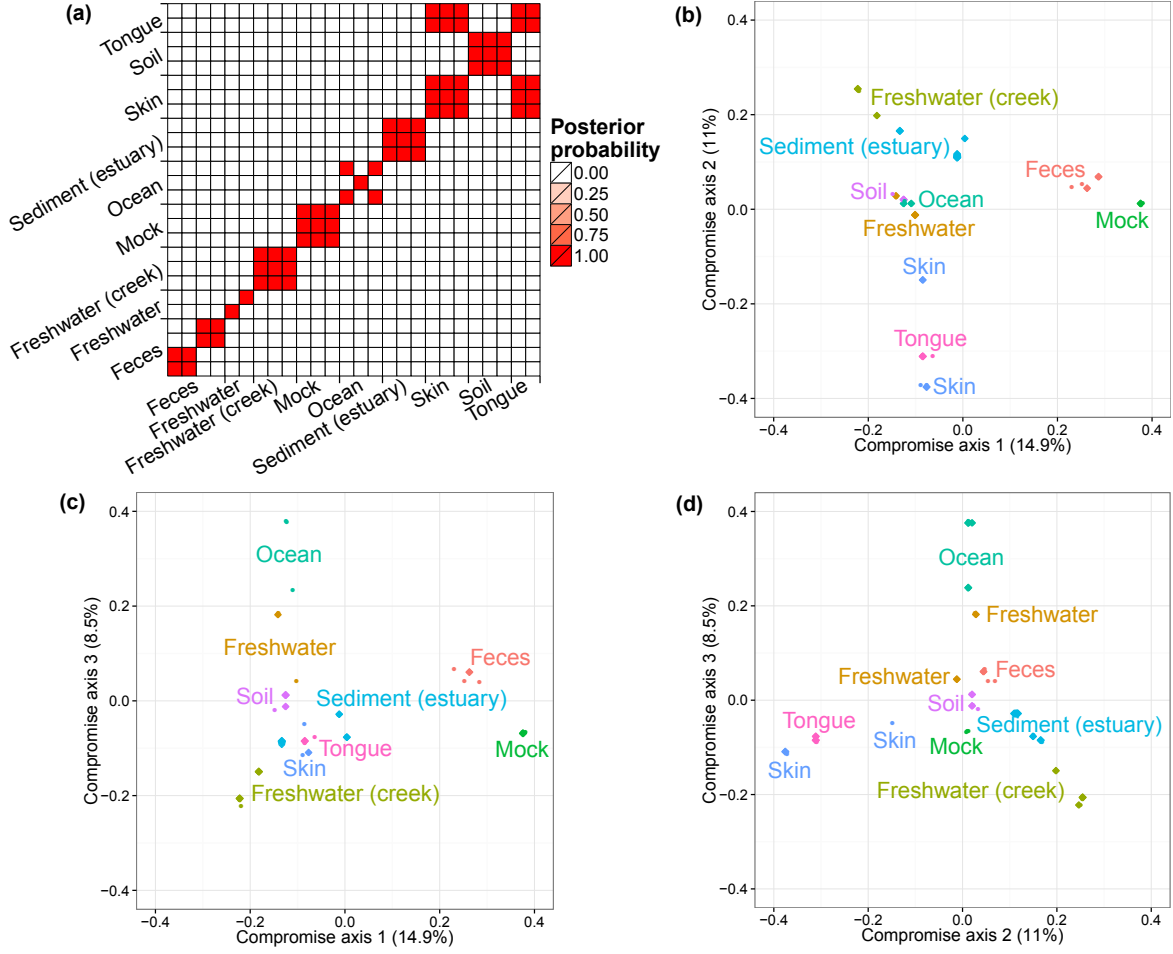 (a)
Tongue
Soil
Skin
Sediment (estuary)
Ocean
Mock
Freshwater (creek)
Freshwater
Feces
Feces
Freshwater
Freshwater (creek)
Mock
Ocean
Sediment (estuary)
Skin
Soil
Tongue
Posterior
probability
0.00
0.25
0.50
0.75
1.00
(b)
Compromise axis 2 (11%)
0.4
0.2
0.0
−0.2
−0.4
Freshwater (creek)
Sediment (estuary)
Feces
Soil
Ocean
Mock
Freshwater
Skin
Tongue
Skin
−0.4
−0.2
0.0
0.2
0.4
Compromise axis 1 (14.9%)
(c)
Compromise axis 3 (8.5%)
0.4
0.2
0.0
−0.2
−0.4
Ocean
Freshwater
Feces
Soil
Sediment (estuary)
Tongue
Mock
Skin
Freshwater (creek)
−0.4
−0.2
0.0
0.2
0.4
Compromise axis 1 (14.9%)
(d)
Compromise axis 3 (8.5%)
0.4
0.2
0.0
−0.2
−0.4
Ocean
Freshwater
Freshwater
Feces
Soil
Tongue
Sediment (estuary)
Skin
Mock
Skin
Freshwater (creek)
−0.4
−0.2
0.0
0.2
0.4
Compromise axis 2 (11%)